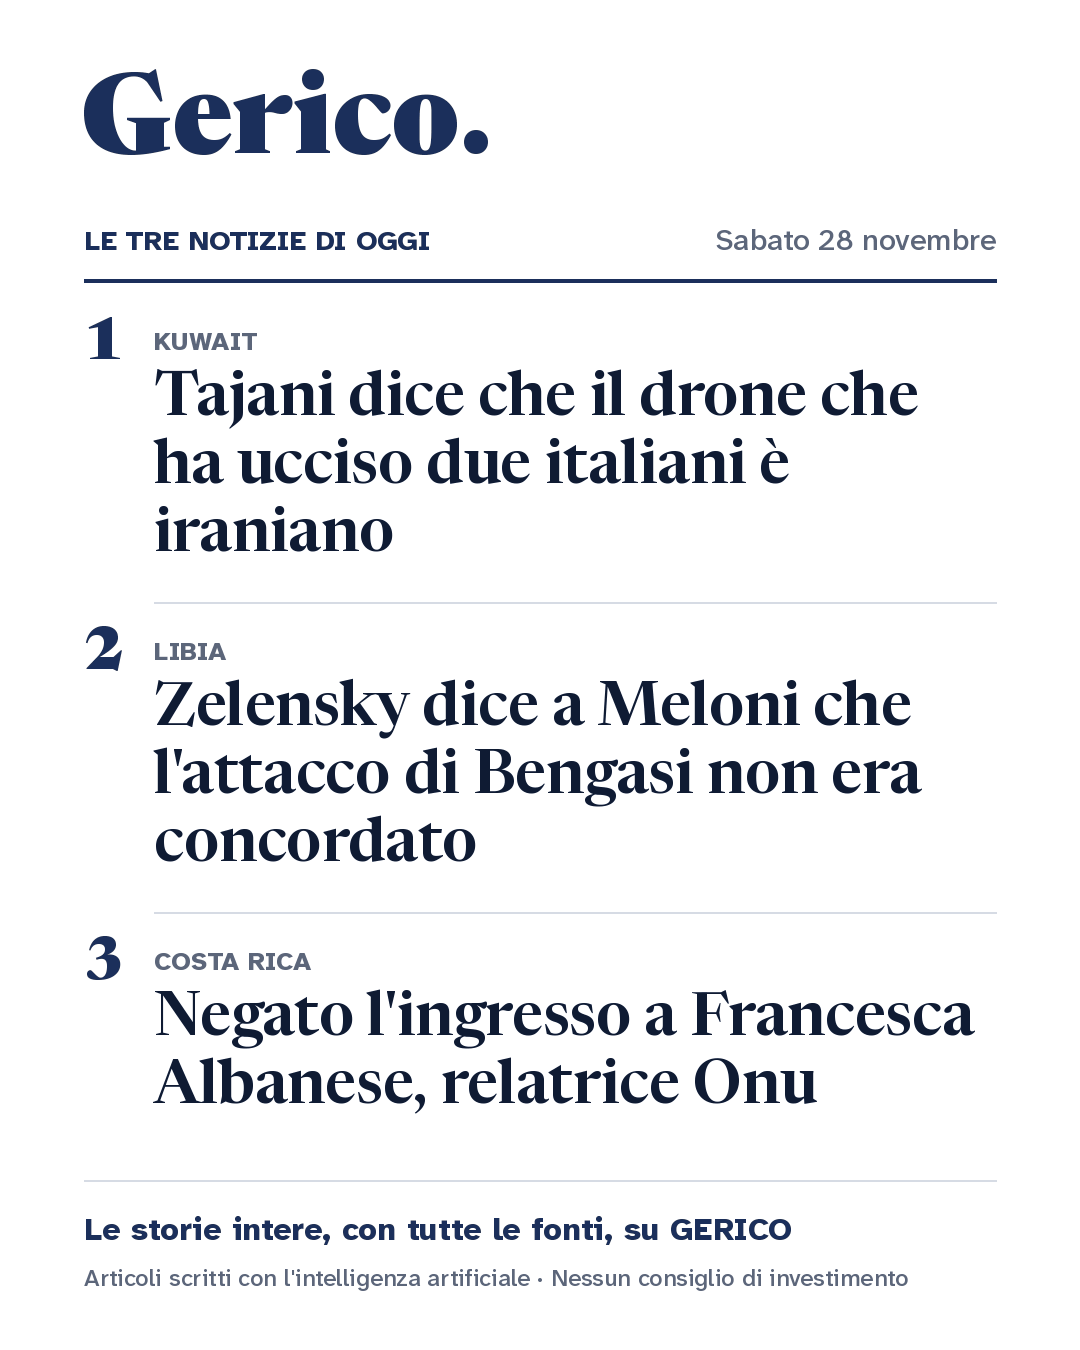 Gerico.
LE TRE NOTIZIE DI OGGI
Sabato 28 novembre
1
KUWAIT
Tajani dice che il drone che
ha ucciso due italiani è
iraniano
2
LIBIA
Zelensky dice a Meloni che
l'attacco di Bengasi non era
concordato
3
COSTA RICA
Negato l'ingresso a Francesca
Albanese, relatrice Onu
Le storie intere, con tutte le fonti, su GERICO
Articoli scritti con l'intelligenza artificiale · Nessun consiglio di investimento